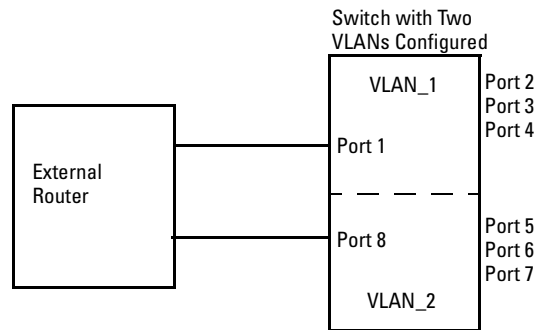 Switch with Two
VLANs Configured
VLAN_1
Port 2
Port 3
Port 4
Port 1
External
Router
Port 8
Port 5
Port 6
Port 7
VLAN_2